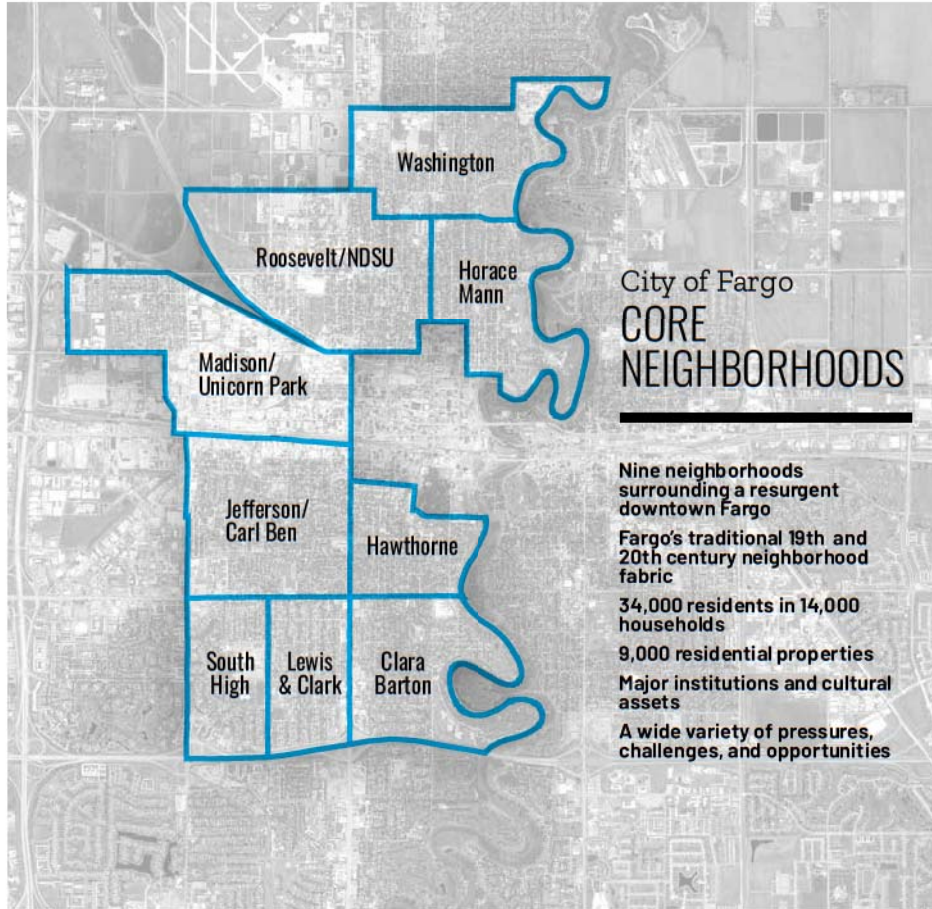 Washington
Roosevelt/NDSU
Horace
Mann
Madison/
Unicorn Park
Jefferson/
Carl Ben
Hawthorne
South
High
Lewis
& Clark
Clara
Barton
City of Fargo
CORE
NEIGHBORHOODS
Nine neighborhoods
surrounding a resurgent
downtown Fargo
Fargo's traditional 19th and
20th century neighborhood
fabric
34,000 residents in 14,000
households
9,000 residential properties
Major institutions and cultural
assets
A wide variety of pressures,
challenges, and opportunities